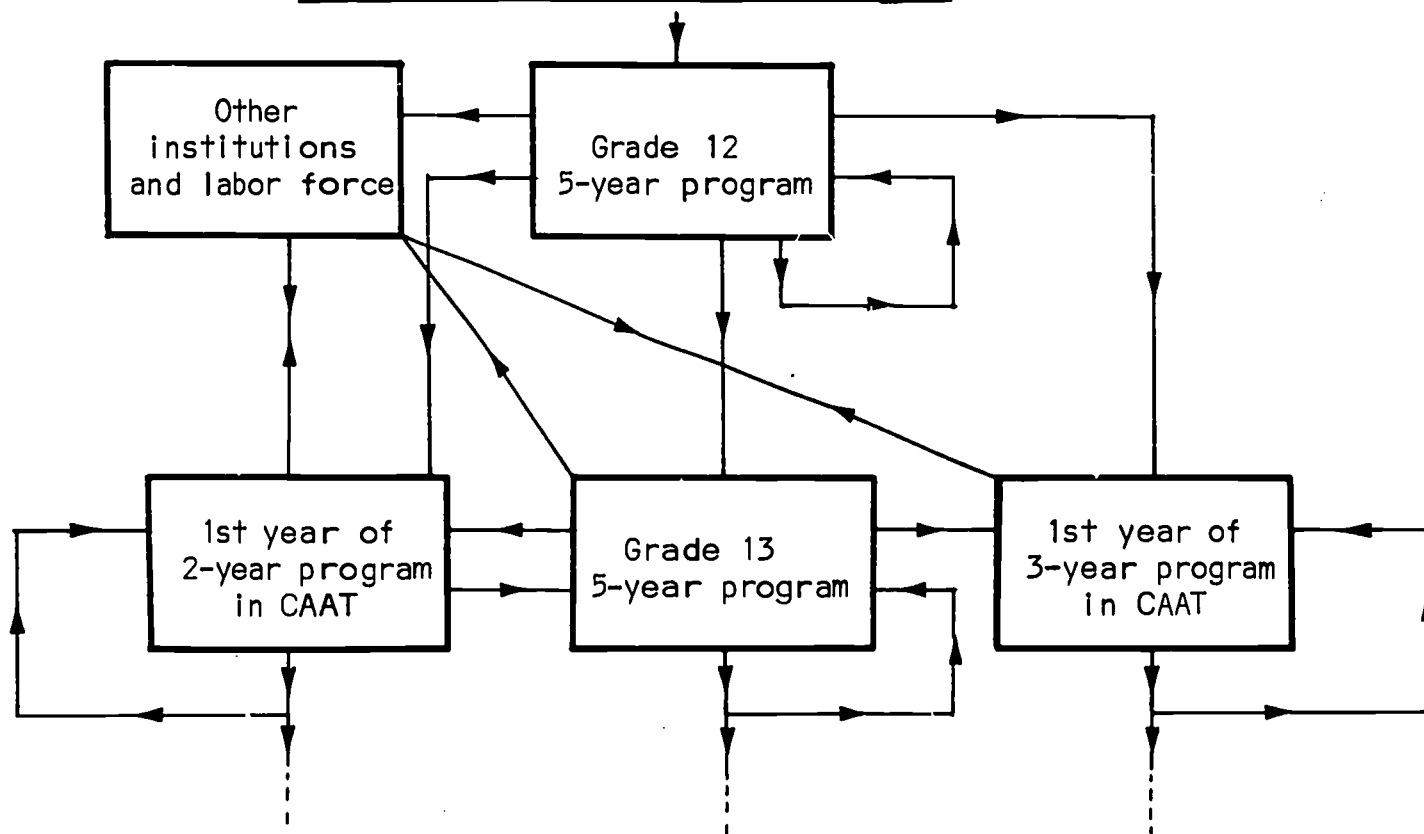 Other
institutions
and labor force
Grade 12
5-year program
1st year of
2-year program
in CAAT
Grade 13
5-year program
1st year of
3-year program
in CAAT